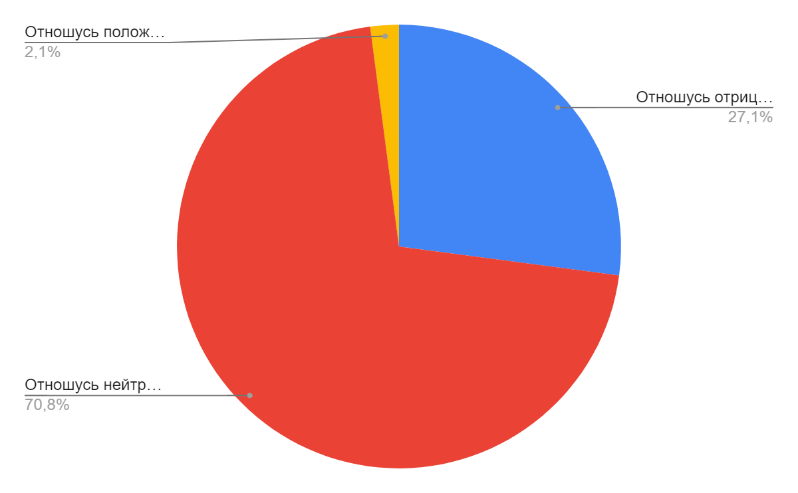 Отношусь полож…
2,1%
Отношусь отриц…
27,1%
Отношусь нейтр…
70,8%